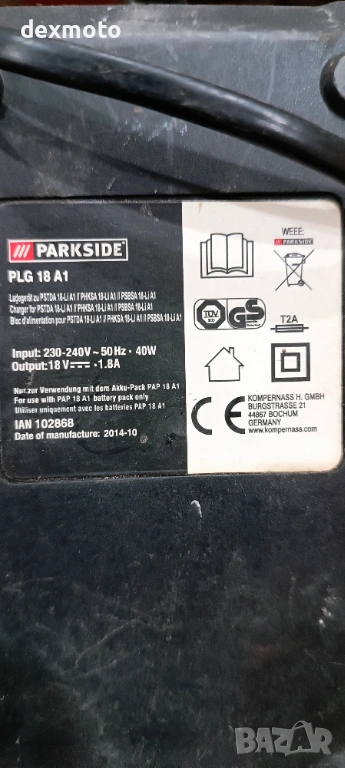 dexmoto
/// PARKSIDE®
PLG 18 A1
Ladegerät zu PSTDA 18-Li A1 // PHKSA 18-Li A1 // PSBSA 18-Li A1
Charger for PSTDA 18-Li A1 // PHKSA 18-Li A1 // PSBSA 18-Li A1
Bloc d'alimentation pour PSTDA 18-Li A1 // PHKSA 18-Li A1 // PSBSA 18-Li A1
Input: 230-240V ~ 50 Hz · 40W
Output: 18 V ⎓ 1.8A
Nur zur Verwendung mit dem Akku-Pack PAP 18 A1
For use with PAP 18 A1 battery pack only
Utiliser uniquement avec les batteries PAP 18 A1
IAN 102868
Date of manufacture: 2014-10
WEEE:
/// PARKSIDE
TÜV
GS
T2A
CE
KOMPERNASS H. GMBH
BURGSTRASSE 21
44867 BOCHUM
GERMANY
www.kompernass.com
BAZAR